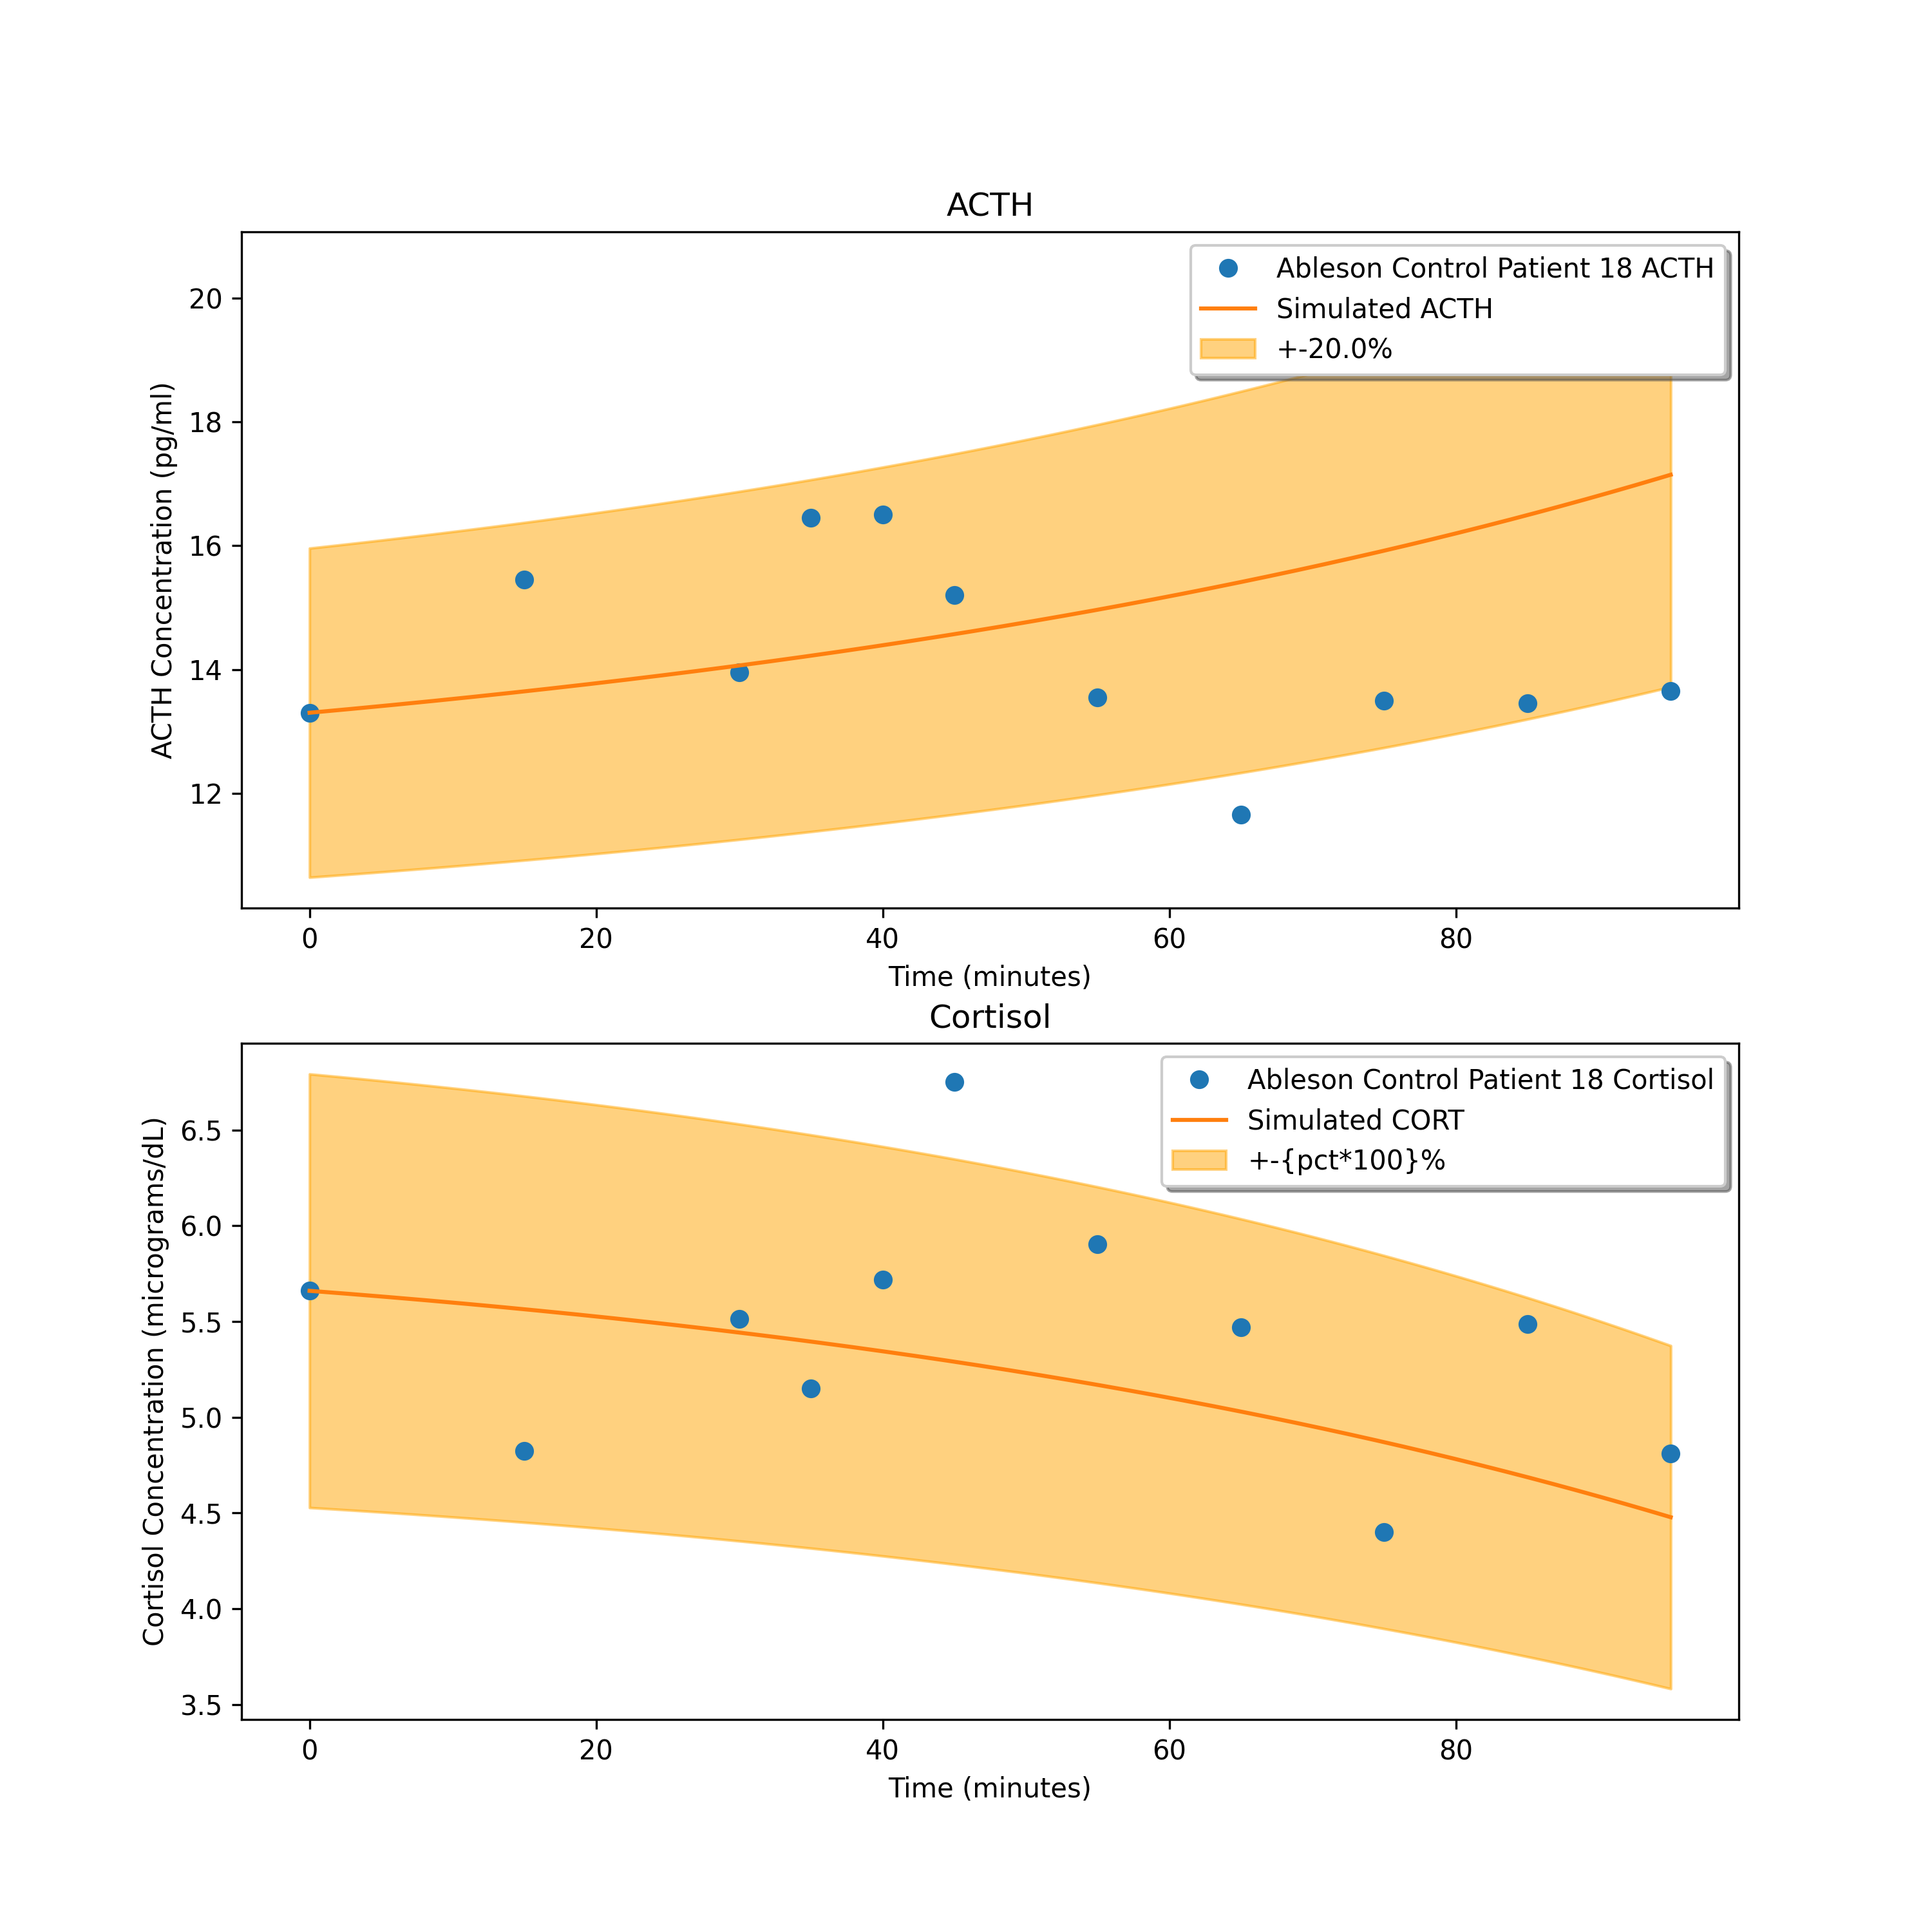 ACTH
Ableson Control Patient 18 ACTH
Simulated ACTH
+-20.0%
ACTH Concentration (pg/ml)
20
18
16
14
12
0 20 40 60 80
Time (minutes)
Cortisol
Ableson Control Patient 18 Cortisol
Simulated CORT
+-{pct*100}%
Cortisol Concentration (micrograms/dL)
6.5
6.0
5.5
5.0
4.5
4.0
3.5
0 20 40 60 80
Time (minutes)